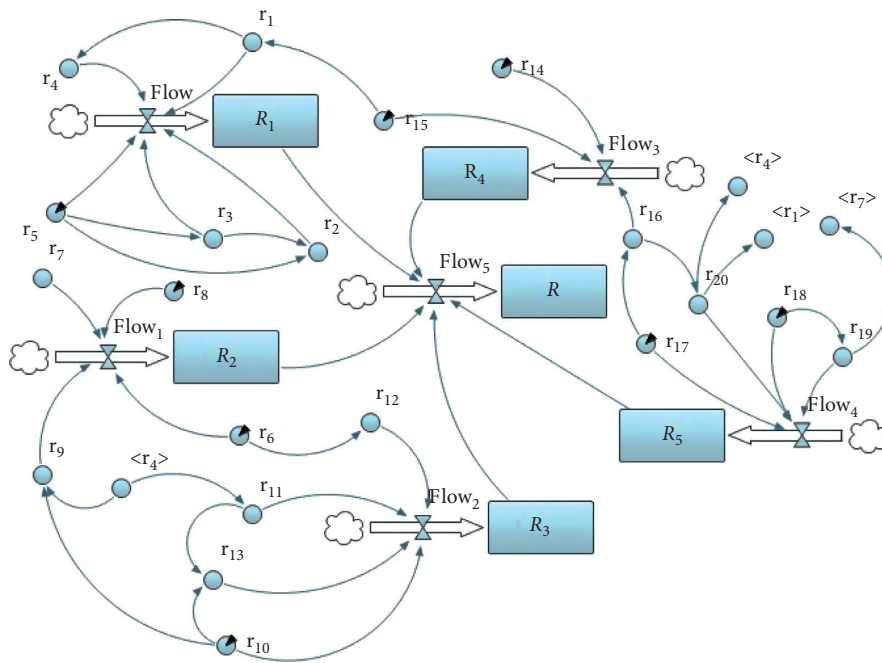 r₁
r₁₄
r₄
Flow
R₁
r₁₅
Flow₃
R₄
<r₄>
<r₁>
<r₇>
r₃
r₂
r₅
r₁₆
r₇
r₈
Flow₅
R
r₂₀
r₁₈
Flow₁
R₂
r₁₇
r₁₉
r₁₂
Flow₄
R₅
r₆
r₉
<r₄>
r₁₁
Flow₂
R₃
r₁₃
r₁₀